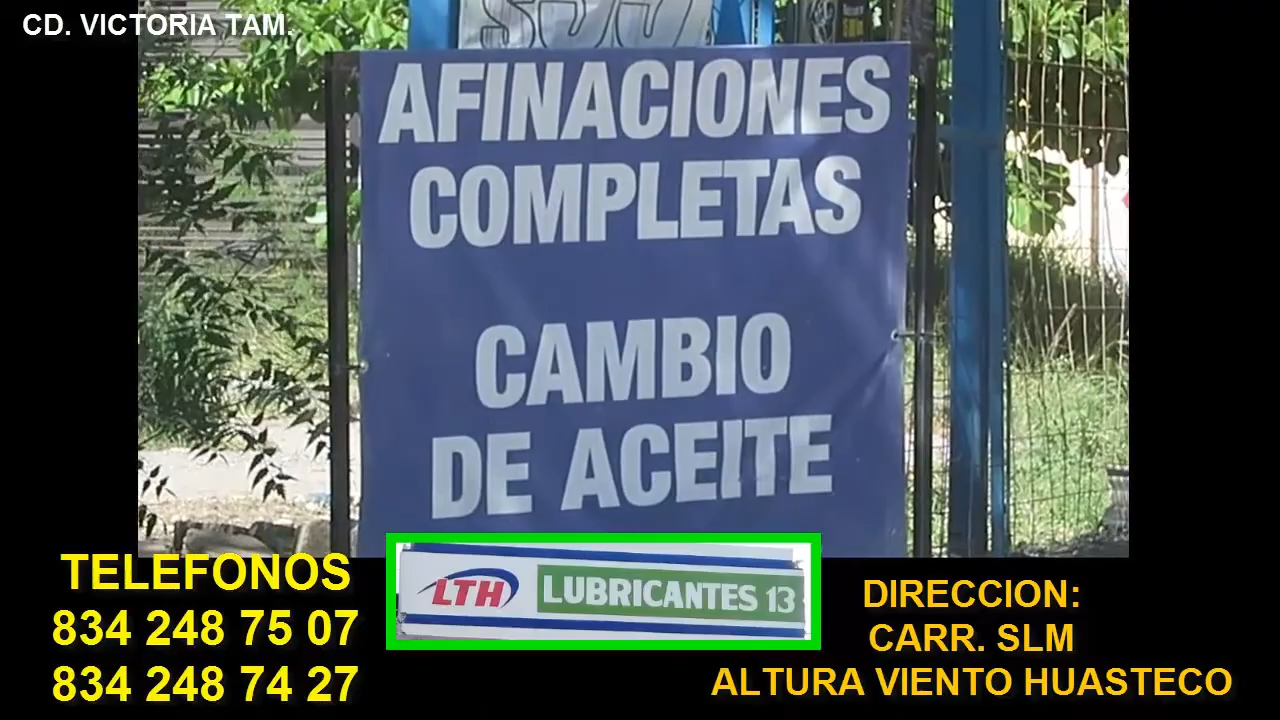 CD. VICTORIA TAM.
AFINACIONES
COMPLETAS
CAMBIO
DE ACEITE
TELEFONOS
834 248 75 07
834 248 74 27
LTH LUBRICANTES 13
DIRECCION:
CARR. SLM
ALTURA VIENTO HUASTECO